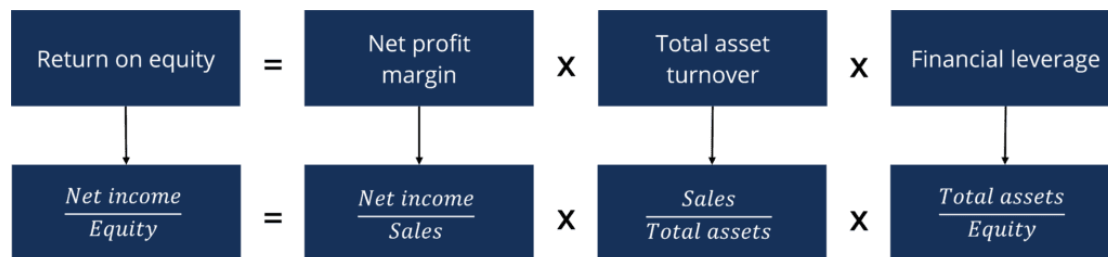 Return on equity = Net profit margin X Total asset turnover X Financial leverage
Net income / Equity = Net income / Sales X Sales / Total assets X Total assets / Equity